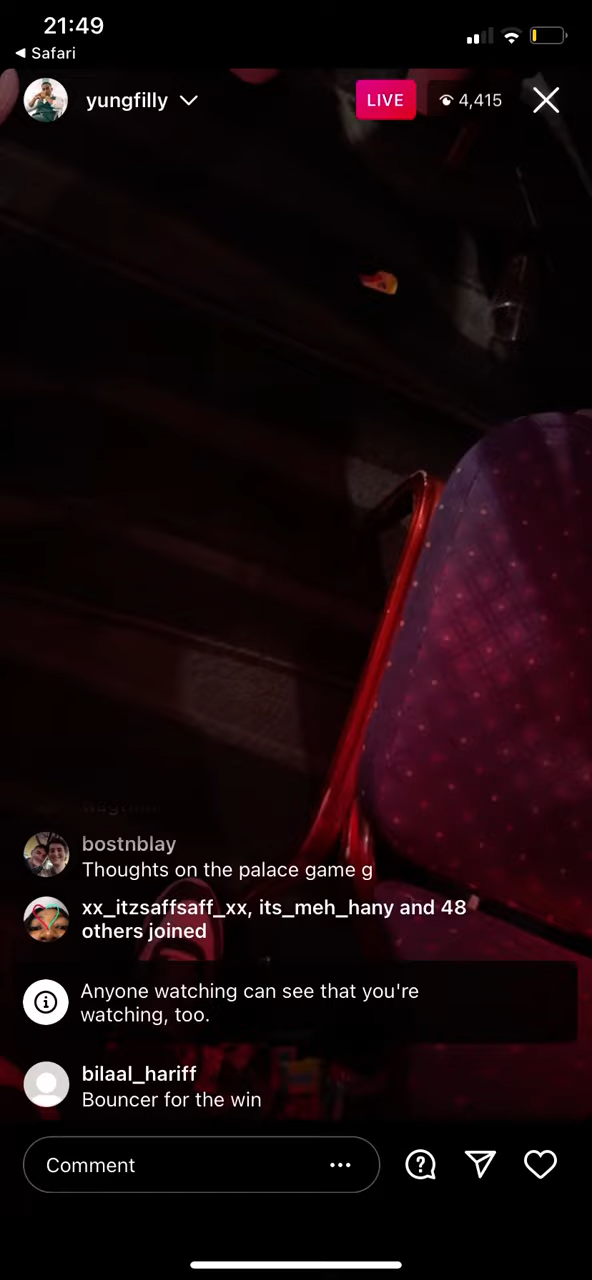 21:49
◀ Safari
yungfilly
LIVE
4,415
bostnblay
Thoughts on the palace game g
xx_itzsaffsaff_xx, its_meh_hany and 48
others joined
Anyone watching can see that you're
watching, too.
bilaal_hariff
Bouncer for the win
Comment